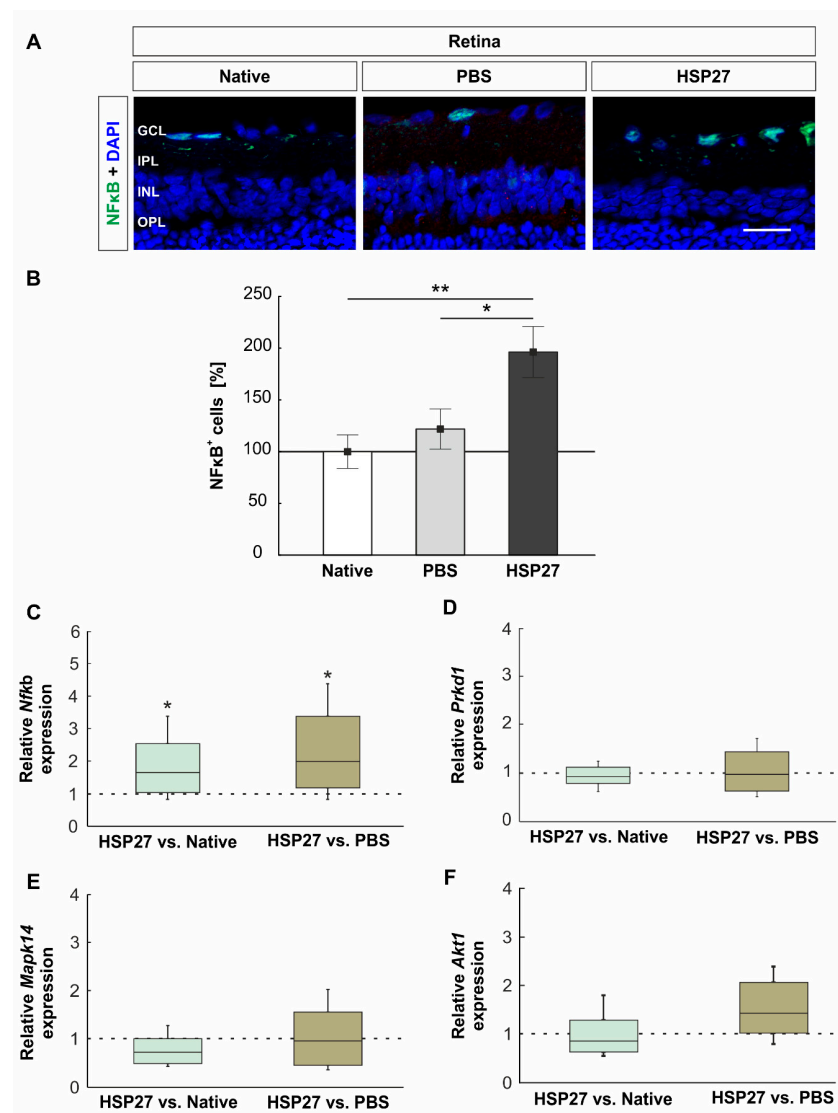 A
Retina
Native
PBS
HSP27
NFκB + DAPI
GCL
IPL
INL
OPL
B
NFκB+ cells [%]
250
200
150
100
50
0
**
*
Native
PBS
HSP27
C
Relative Nfkb
expression
6
5
4
3
2
1
0
*
*
HSP27 vs. Native
HSP27 vs. PBS
D
Relative Prkd1
expression
4
3
2
1
0
HSP27 vs. Native
HSP27 vs. PBS
E
Relative Mapk14
expression
4
3
2
1
0
HSP27 vs. Native
HSP27 vs. PBS
F
Relative Akt1
expression
4
3
2
1
0
HSP27 vs. Native
HSP27 vs. PBS